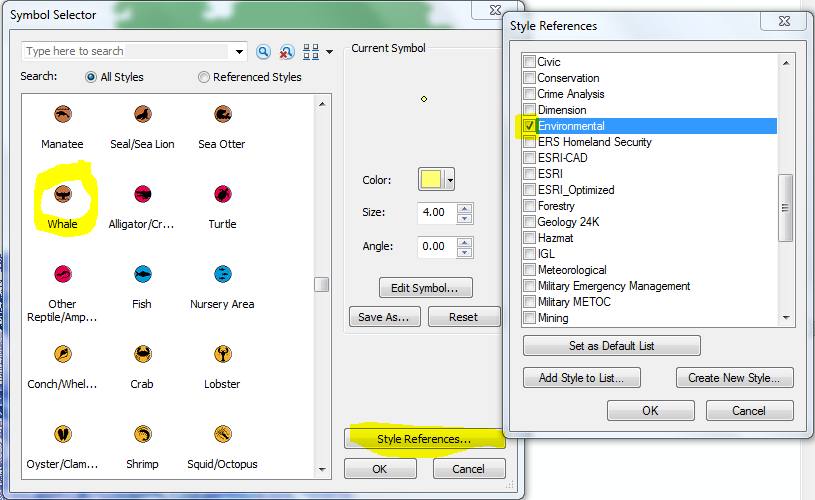 Symbol Selector
Type here to search
Search:
All Styles
Referenced Styles
Manatee
Seal/Sea Lion
Sea Otter
Whale
Alligator/Cr...
Turtle
Other
Reptile/Amp...
Fish
Nursery Area
Conch/Whel...
Crab
Lobster
Oyster/Clam...
Shrimp
Squid/Octopus
Current Symbol
Color:
Size:
4.00
Angle:
0.00
Edit Symbol...
Save As...
Reset
Style References...
OK
Cancel
Style References
Civic
Conservation
Crime Analysis
Dimension
Environmental
ERS Homeland Security
ESRI-CAD
ESRI
ESRI_Optimized
Forestry
Geology 24K
Hazmat
IGL
Meteorological
Military Emergency Management
Military METOC
Mining
Set as Default List
Add Style to List...
Create New Style...
OK
Cancel